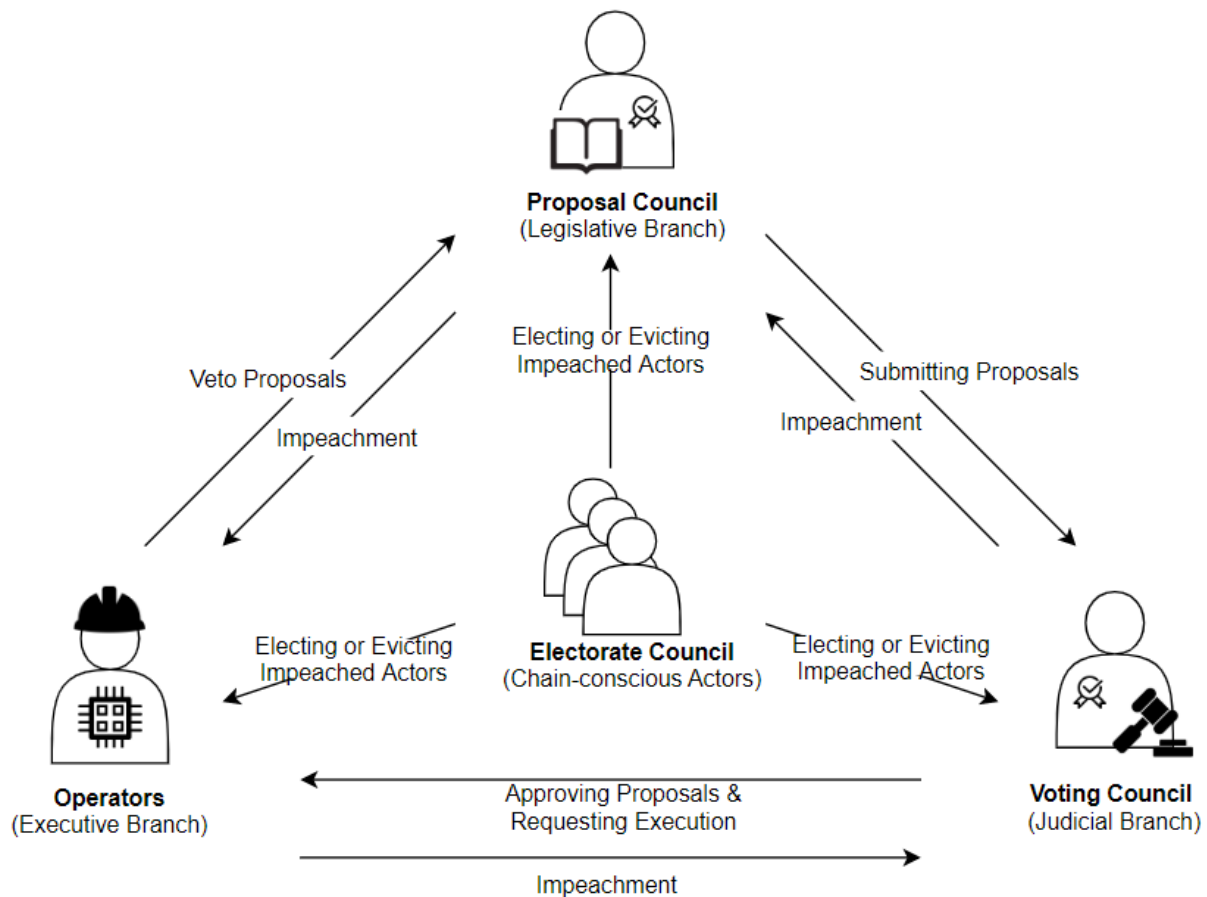 Proposal Council
(Legislative Branch)
Electing or Evicting
Impeached Actors
Veto Proposals
Submitting Proposals
Impeachment
Impeachment
Electing or Evicting
Impeached Actors
Electorate Council
(Chain-conscious Actors)
Electing or Evicting
Impeached Actors
Operators
(Executive Branch)
Approving Proposals &
Requesting Execution
Voting Council
(Judicial Branch)
Impeachment